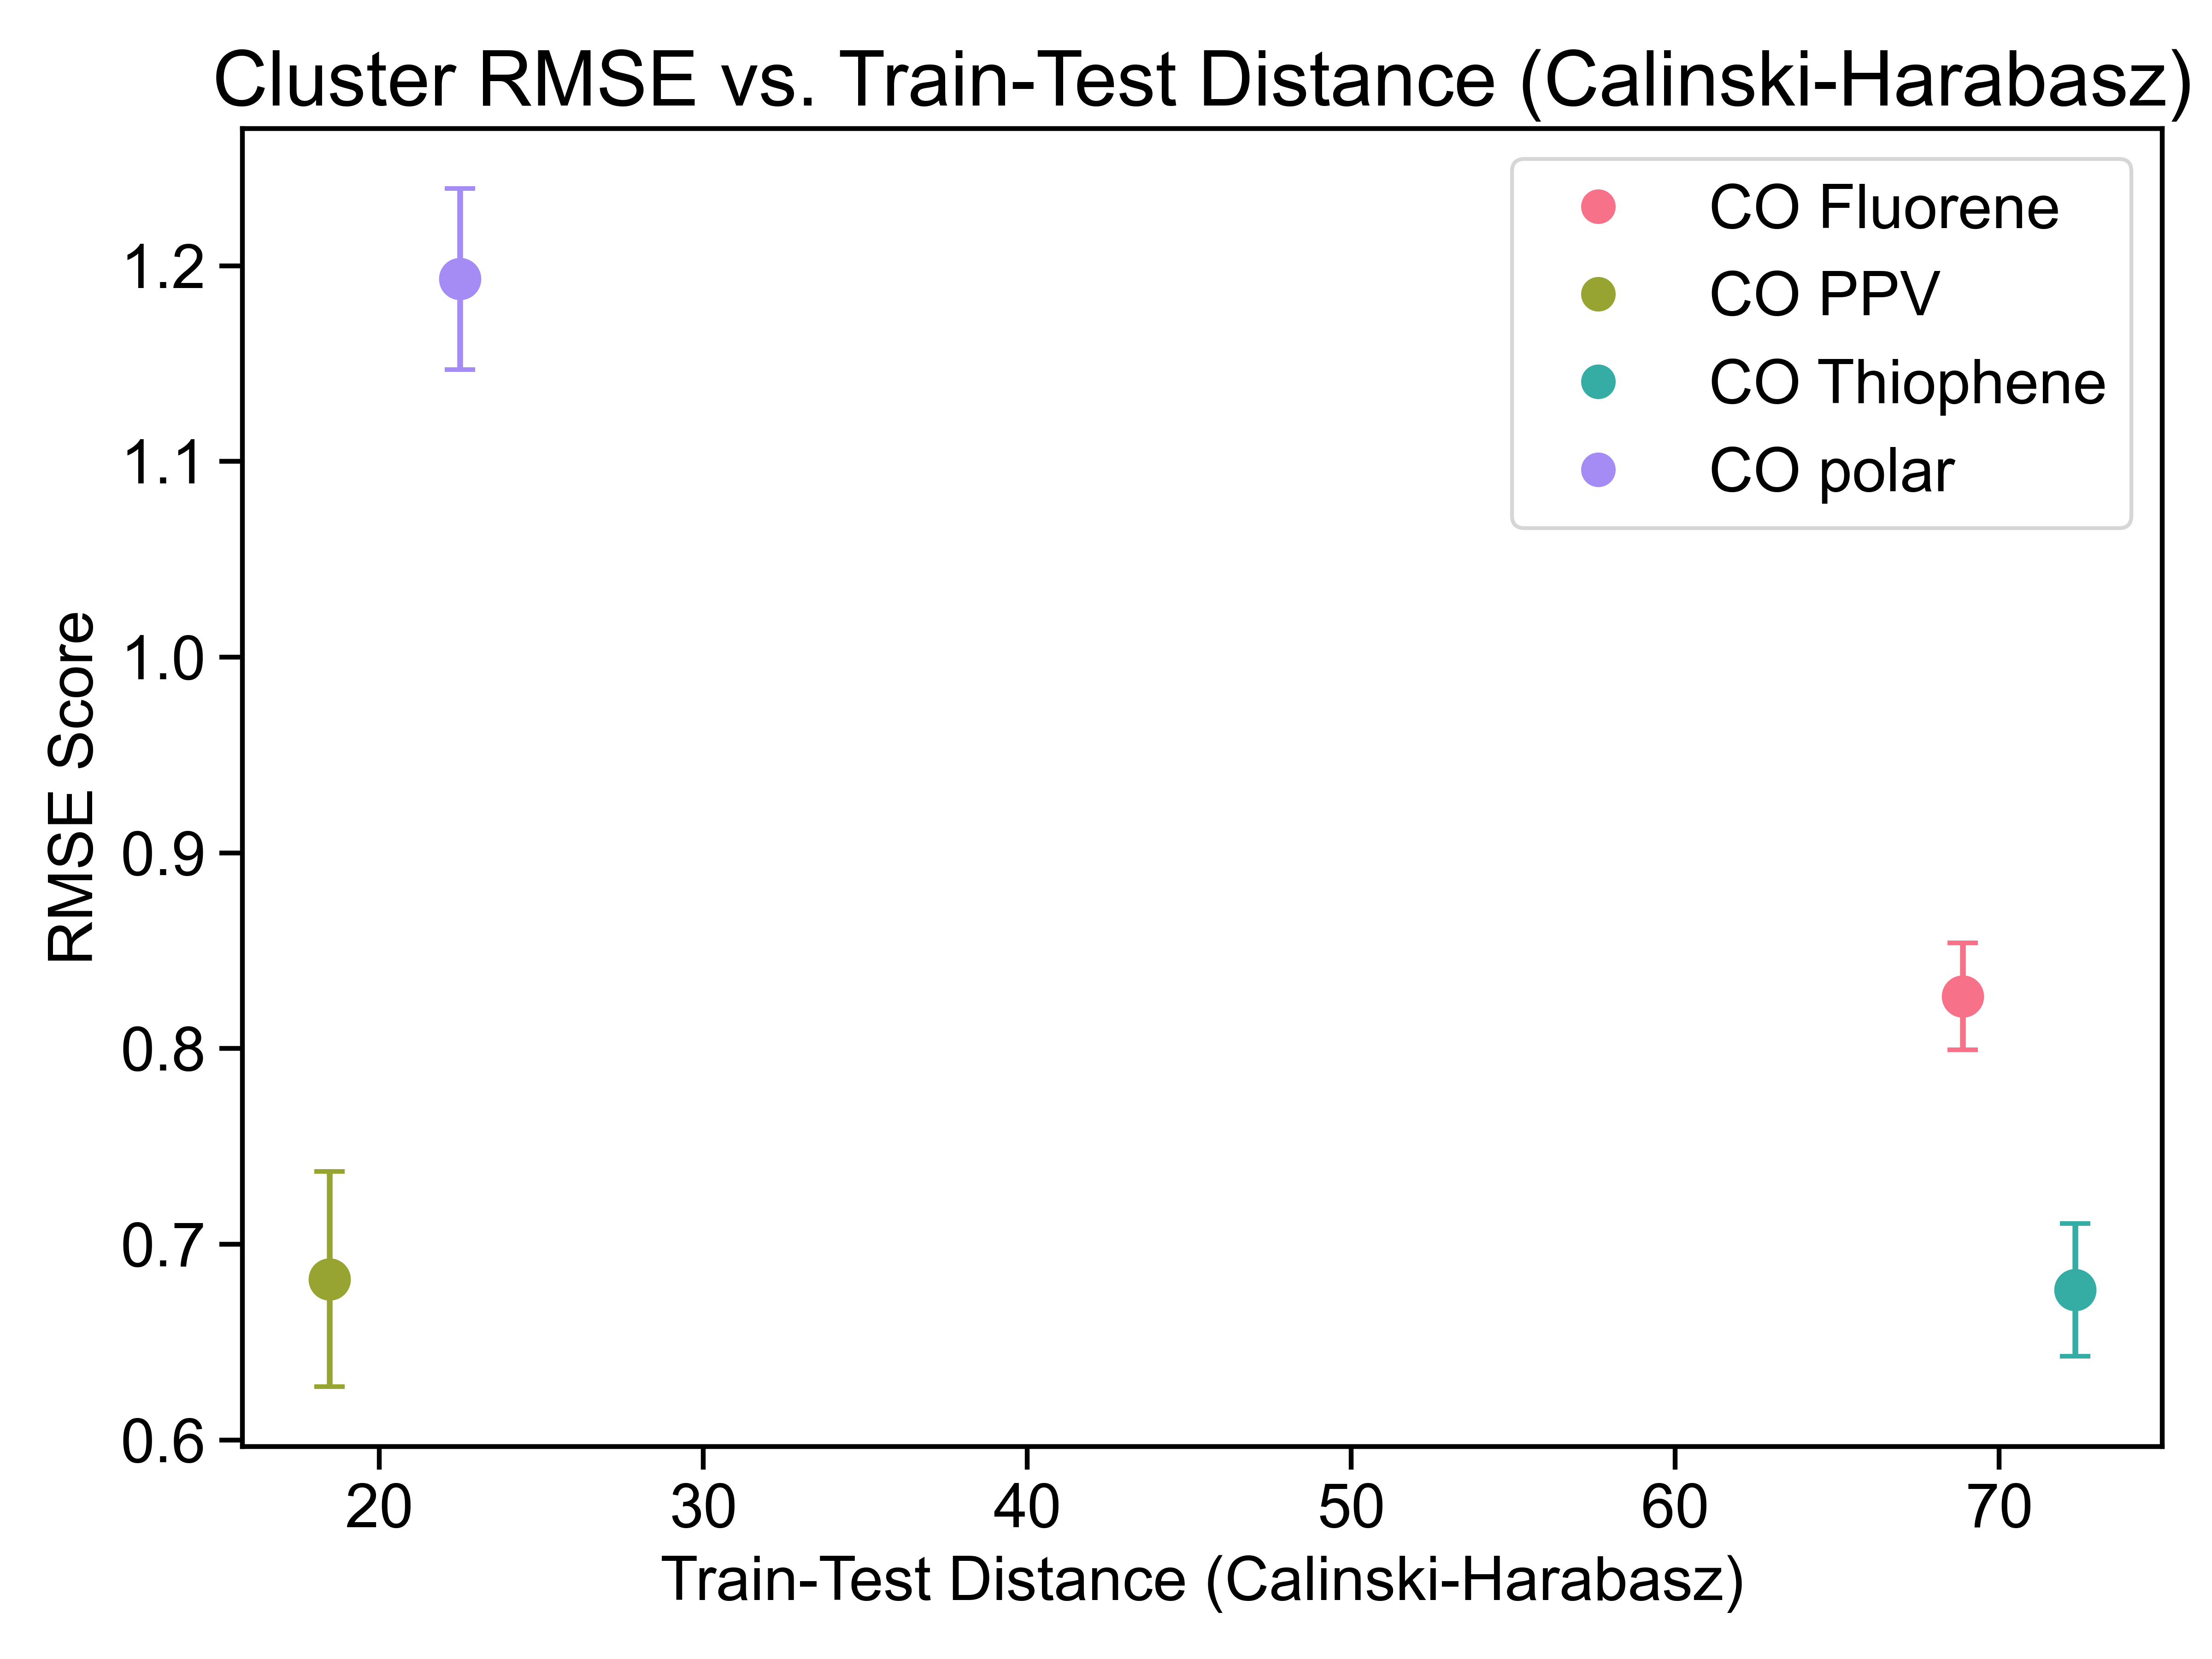 Cluster RMSE vs. Train-Test Distance (Calinski-Harabasz)
CO Fluorene
CO PPV
CO Thiophene
CO polar
RMSE Score
1.2
1.1
1.0
0.9
0.8
0.7
0.6
20 30 40 50 60 70
Train-Test Distance (Calinski-Harabasz)